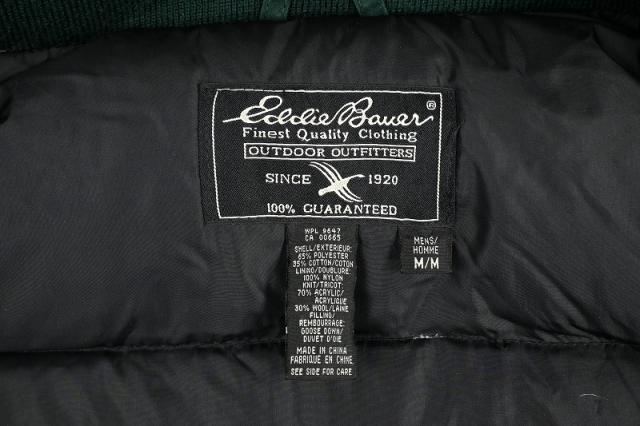 Eddie Bauer®
Finest Quality Clothing
OUTDOOR OUTFITTERS
SINCE 1920
100% GUARANTEED
WPL 9647
CA 00665
SHELL/EXTERIEUR:
65% POLYESTER
35% COTTON/COTON
LINING/DOUBLURE
100% NYLON
KNIT/TRICOT:
70% ACRYLIC/
ACRYLIQUE
30% WOOL/LAINE
FILLING/
REMBOURRAGE:
GOOSE DOWN/
DUVET D'OIE
MADE IN CHINA
FABRIQUE EN CHINE
SEE SIDE FOR CARE
MENS/
HOMME
M/M